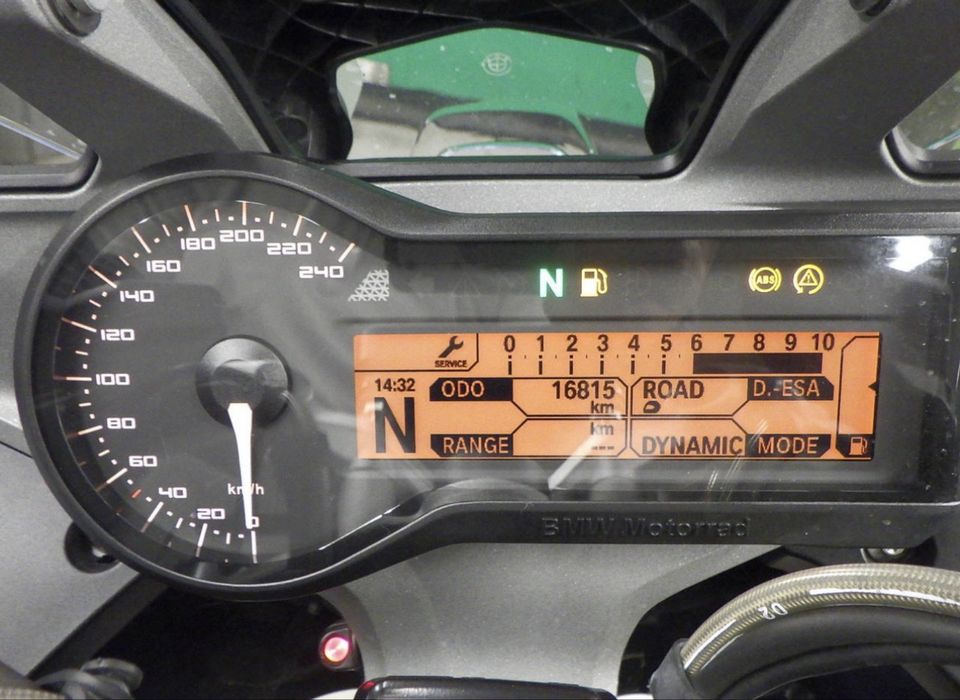 240
220
200
180
160
140
120
100
80
60
40
20
0
km/h
N
ABS
SERVICE
0 1 2 3 4 5 6 7 8 9 10
14:32
N
ODO 16815 km
ROAD D.-ESA
RANGE km ---
DYNAMIC MODE
BMW Motorrad
D2